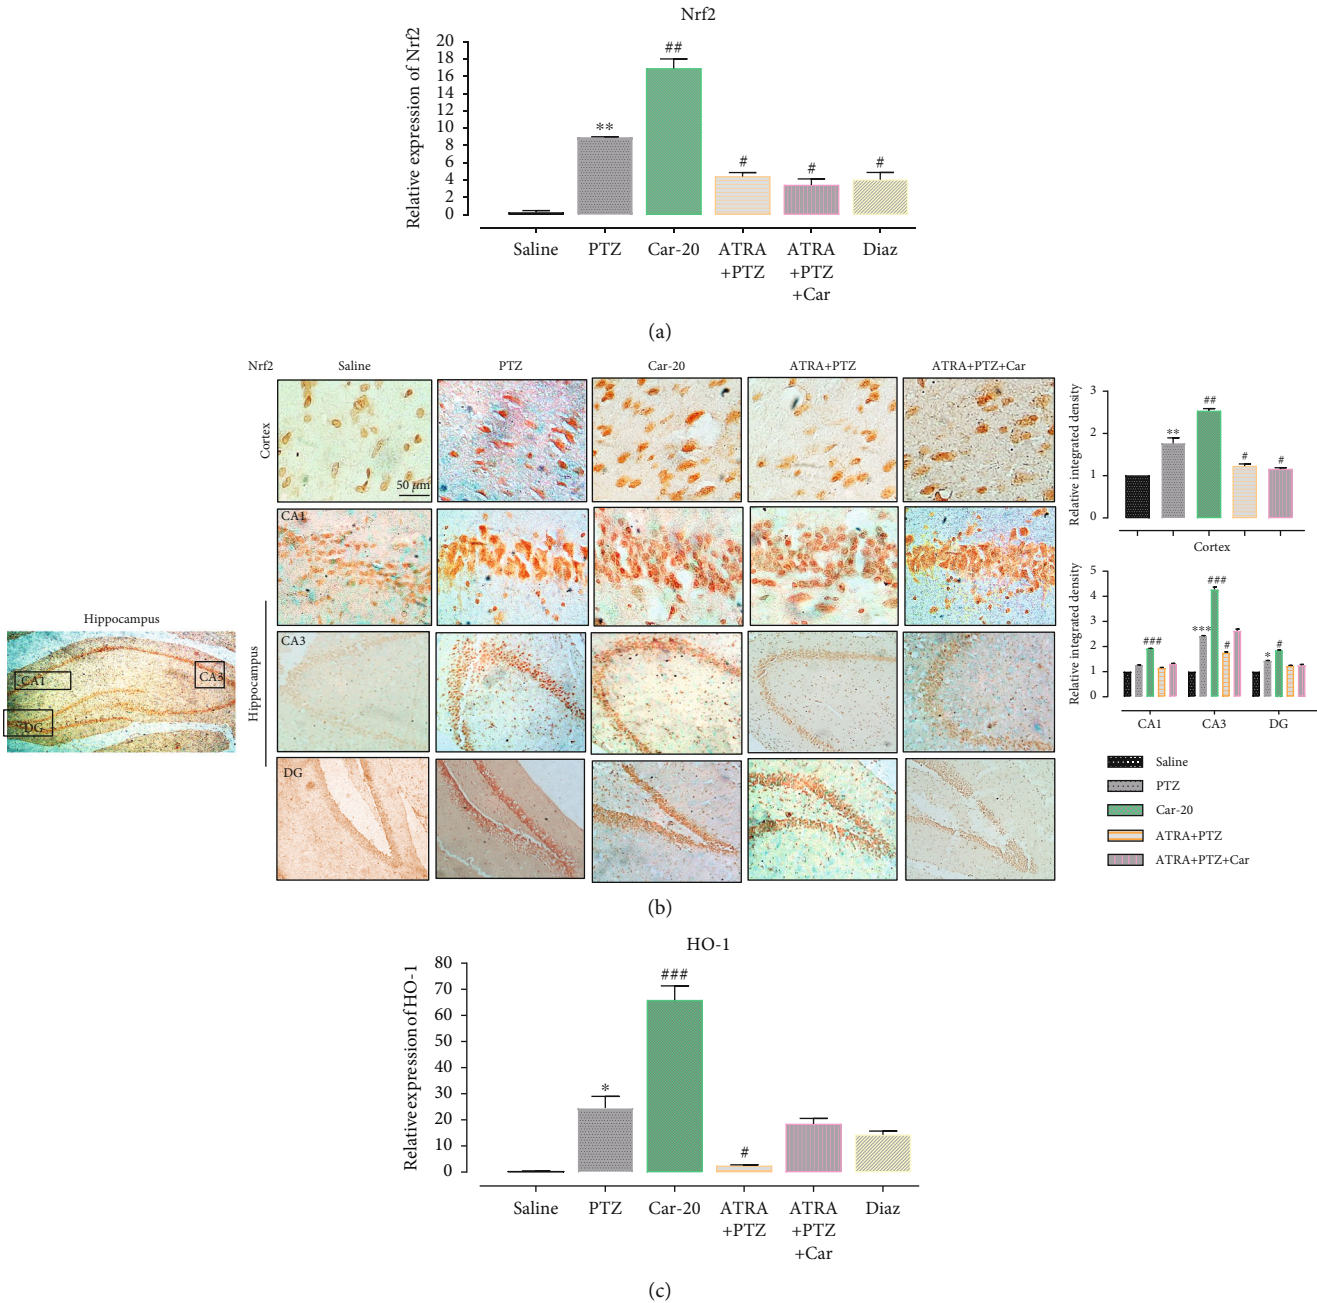 Nrf2
Relative expression of Nrf2
20
18
16
14
12
10
8
6
4
2
0
**
##
#
#
#
Saline
PTZ
Car-20
ATRA
+PTZ
ATRA
+PTZ
+Car
Diaz
(a)
Nrf2
Saline
PTZ
Car-20
ATRA+PTZ
ATRA+PTZ+Car
Cortex
50 μm
Hippocampus
CA1
CA3
DG
Hippocampus
CA1
CA3
DG
Relative integrated density
3
2
1
0
**
##
#
#
Cortex
Relative integrated density
5
4
3
2
1
0
###
***
###
#
*
#
CA1
CA3
DG
Saline
PTZ
Car-20
ATRA+PTZ
ATRA+PTZ+Car
(b)
HO-1
Relative expression of HO-1
80
70
60
50
40
30
20
10
0
*
###
#
Saline
PTZ
Car-20
ATRA
+PTZ
ATRA
+PTZ
+Car
Diaz
(c)